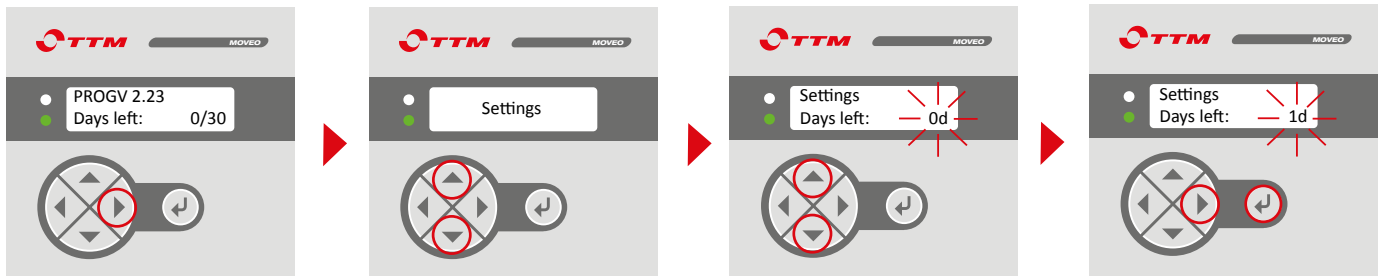 TTM MOVEO
PROGV 2.23
Days left: 0/30
TTM MOVEO
Settings
TTM MOVEO
Settings
Days left: 0d
TTM MOVEO
Settings
Days left: 1d